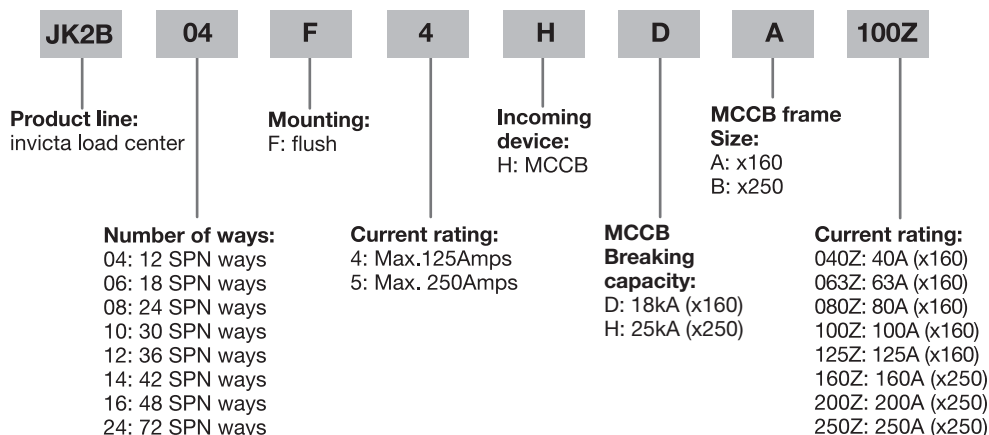 JK2B 04 F 4 H D A 100Z
Product line:
invicta load center
Mounting:
F: flush
Incoming
device:
H: MCCB
MCCB frame
Size:
A: x160
B: x250
Number of ways:
04: 12 SPN ways
06: 18 SPN ways
08: 24 SPN ways
10: 30 SPN ways
12: 36 SPN ways
14: 42 SPN ways
16: 48 SPN ways
24: 72 SPN ways
Current rating:
4: Max.125Amps
5: Max. 250Amps
MCCB
Breaking
capacity:
D: 18kA (x160)
H: 25kA (x250)
Current rating:
040Z: 40A (x160)
063Z: 63A (x160)
080Z: 80A (x160)
100Z: 100A (x160)
125Z: 125A (x160)
160Z: 160A (x250)
200Z: 200A (x250)
250Z: 250A (x250)